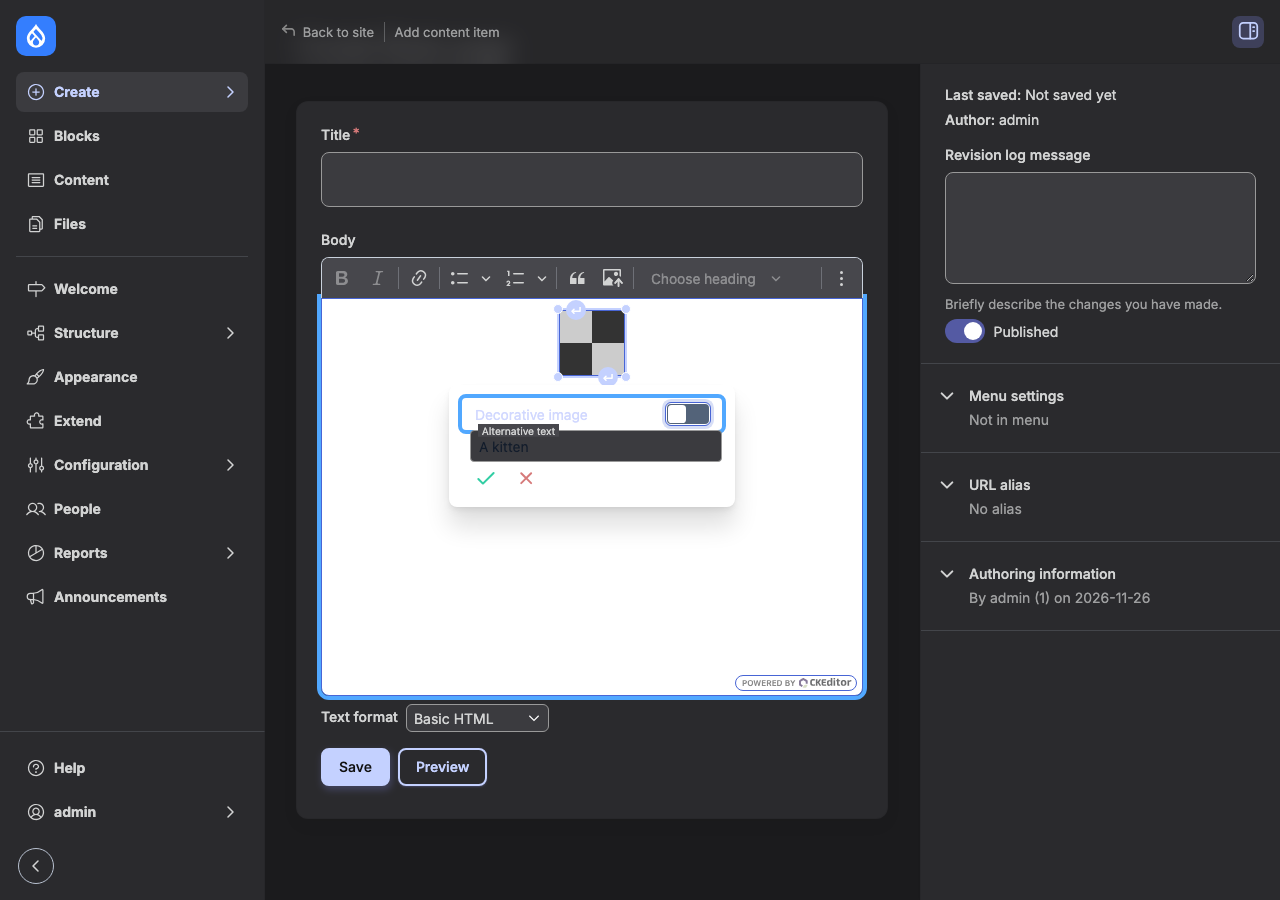 Back to site
Add content item
Create
Blocks
Content
Files
Welcome
Structure
Appearance
Extend
Configuration
People
Reports
Announcements
Help
admin
Title*
Body
B I
Choose heading
Decorative image
Alternative text
A kitten
POWERED BY CKEditor
Text format
Basic HTML
Save
Preview
Last saved: Not saved yet
Author: admin
Revision log message
Briefly describe the changes you have made.
Published
Menu settings
Not in menu
URL alias
No alias
Authoring information
By admin (1) on 2026-11-26